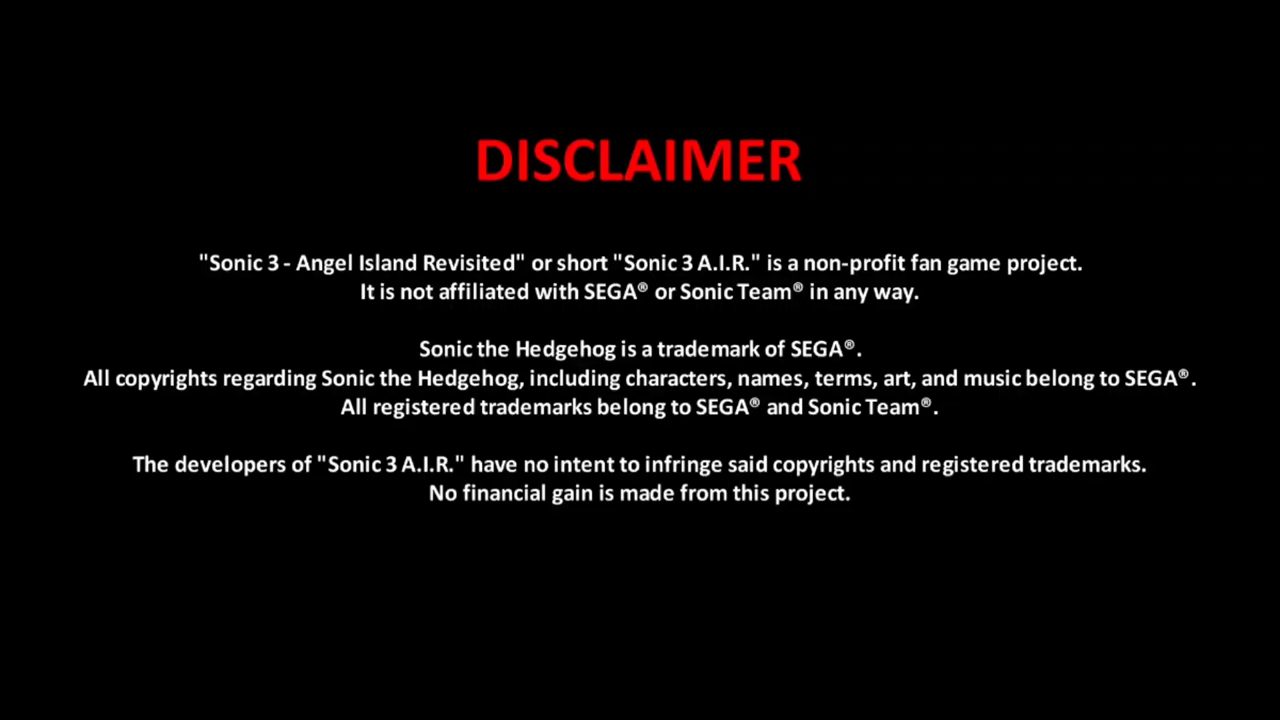 DISCLAIMER
"Sonic 3 - Angel Island Revisited" or short "Sonic 3 A.I.R." is a non-profit fan game project.
It is not affiliated with SEGA® or Sonic Team® in any way.
Sonic the Hedgehog is a trademark of SEGA®.
All copyrights regarding Sonic the Hedgehog, including characters, names, terms, art, and music belong to SEGA®.
All registered trademarks belong to SEGA® and Sonic Team®.
The developers of "Sonic 3 A.I.R." have no intent to infringe said copyrights and registered trademarks.
No financial gain is made from this project.